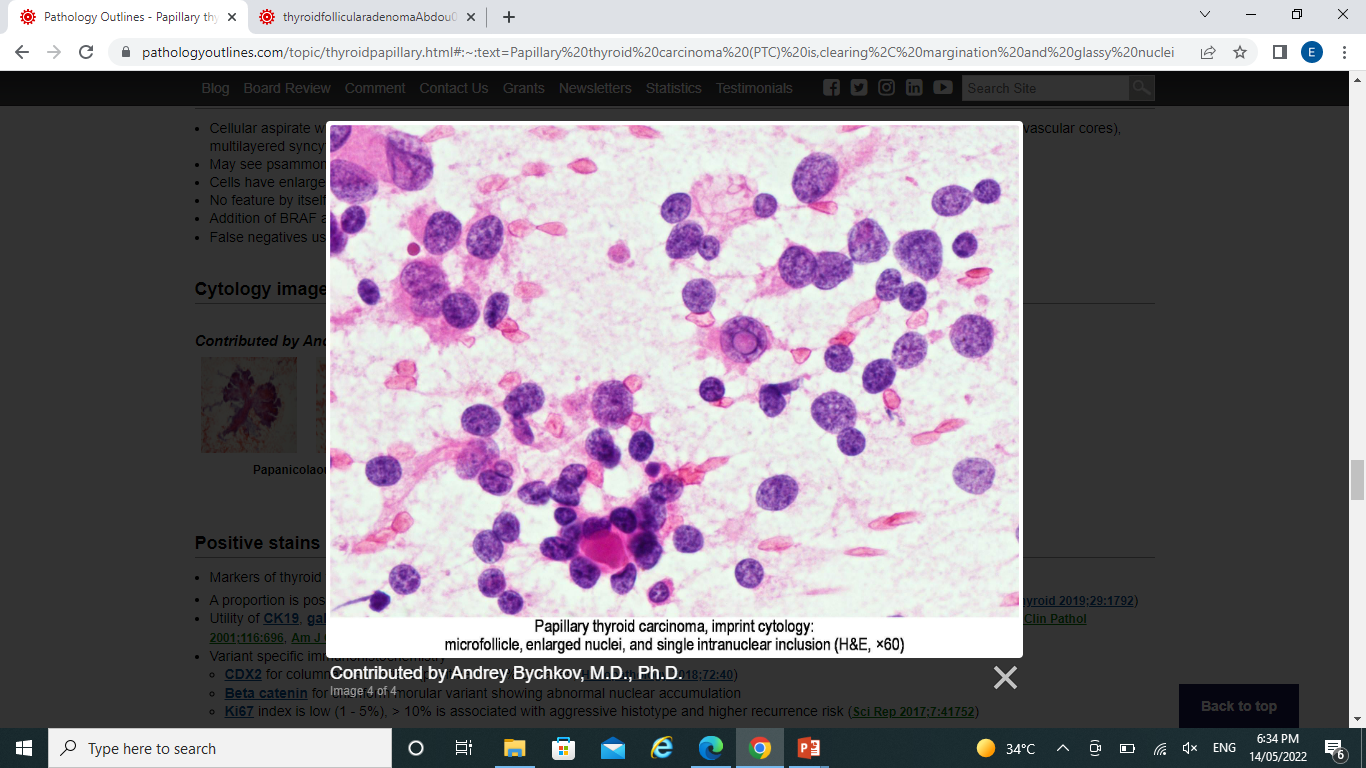 Pathology Outlines - Papillary thy
thyroidfollicularadenomaAbdou0
pathologyoutlines.com/topic/thyroidpapillary.html#:~:text=Papillary%20thyroid%20carcinoma%20(PTC)%20is,clearing%2C%20margination%20and%20glassy%20nuclei
E
Blog Board Review Comment Contact Us Grants Newsletters Statistics Testimonials
Search Site
Cellular aspirate w
vascular cores),
multilayered syncy
May see psammon
Cells have enlarge
No feature by itsel
Addition of BRAF a
False negatives us
Cytology image
Contributed by An
Papanicolaou
Positive stains
Markers of thyroid
A proportion is pos
hyroid 2019;29:1792)
Utility of CK19, gal
Clin Pathol
2001;116:696, Am J
Variant specific immunohistochemistry
CDX2 for column
18;72:40)
Beta catenin for morular variant showing abnormal nuclear accumulation
Ki67 index is low (1 - 5%), > 10% is associated with aggressive histotype and higher recurrence risk (Sci Rep 2017;7:41752)
Papillary thyroid carcinoma, imprint cytology:
microfollicle, enlarged nuclei, and single intranuclear inclusion (H&E, ×60)
Contributed by Andrey Bychkov, M.D., Ph.D.
Image 4 of 4
Back to top
Type here to search
34°C
ENG
6:34 PM
14/05/2022
6